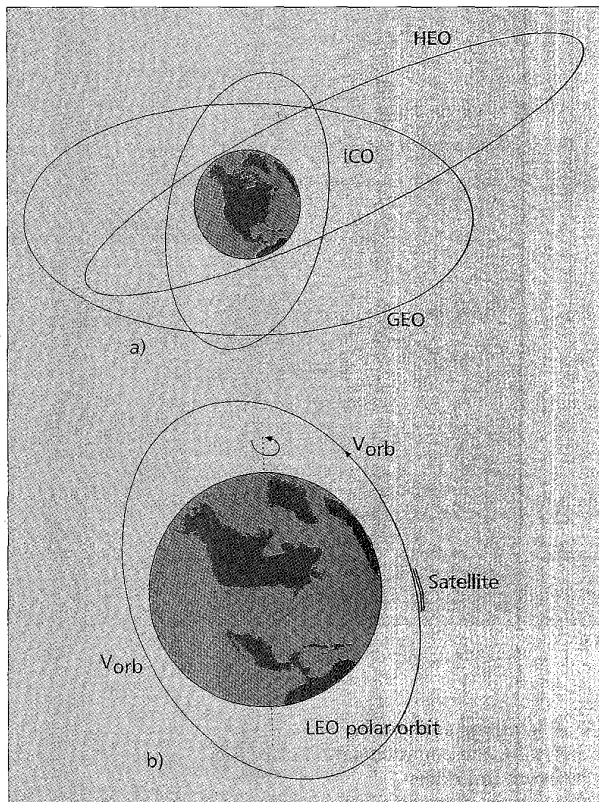 HEO
ICO
GEO
a)
Vorb
Satellite
Vorb
LEO polar orbit
b)